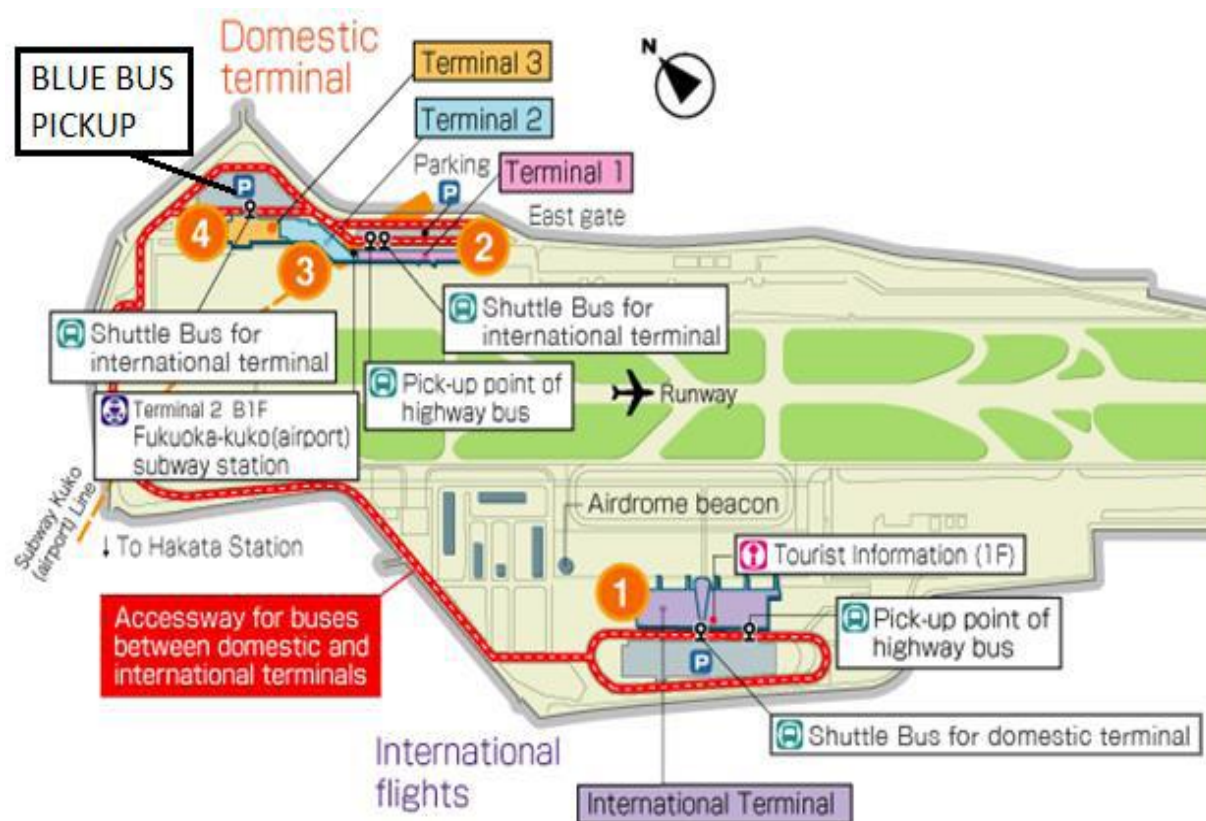 Domestic
terminal
BLUE BUS
PICKUP
N
Terminal 3
Terminal 2
Parking
P
Terminal 1
East gate
P
4
3
2
Shuttle Bus for
international terminal
Shuttle Bus for
international terminal
Pick-up point of
highway bus
Runway
Terminal 2 B1F
Fukuoka-kuko(airport)
subway station
Subway Kuko
(airport) Line
↓ To Hakata Station
Airdrome beacon
Tourist Information (1F)
1
Accessway for buses
between domestic and
international terminals
Pick-up point of
highway bus
P
Shuttle Bus for domestic terminal
International
flights
International Terminal